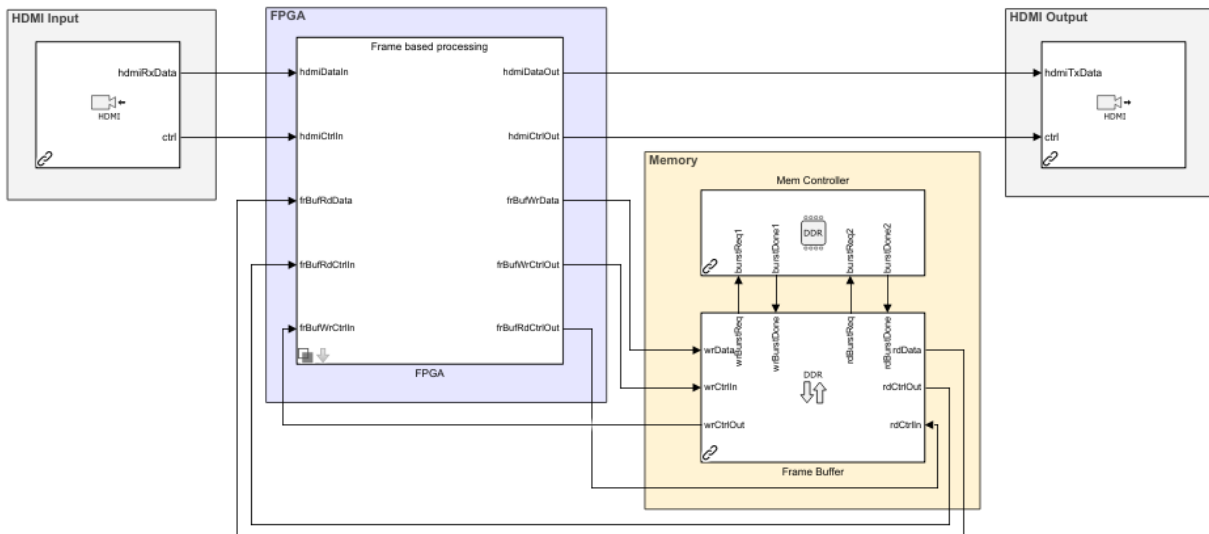 HDMI Input
hdmiRxData
HDMI
ctrl
FPGA
Frame based processing
hdmiDataIn
hdmiDataOut
hdmiCtrlIn
hdmiCtrlOut
frBufRdData
frBufWrData
frBufRdCtrlIn
frBufWrCtrlOut
frBufWrCtrlIn
frBufRdCtrlOut
FPGA
HDMI Output
hdmiTxData
HDMI
ctrl
Memory
Mem Controller
burstReq1
burstDone1
DDR
burstReq2
burstDone2
wrBurstReq
wrBurstDone
rdBurstReq
rdBurstDone
wrData
rdData
DDR
wrCtrlIn
rdCtrlOut
wrCtrlOut
rdCtrlIn
Frame Buffer